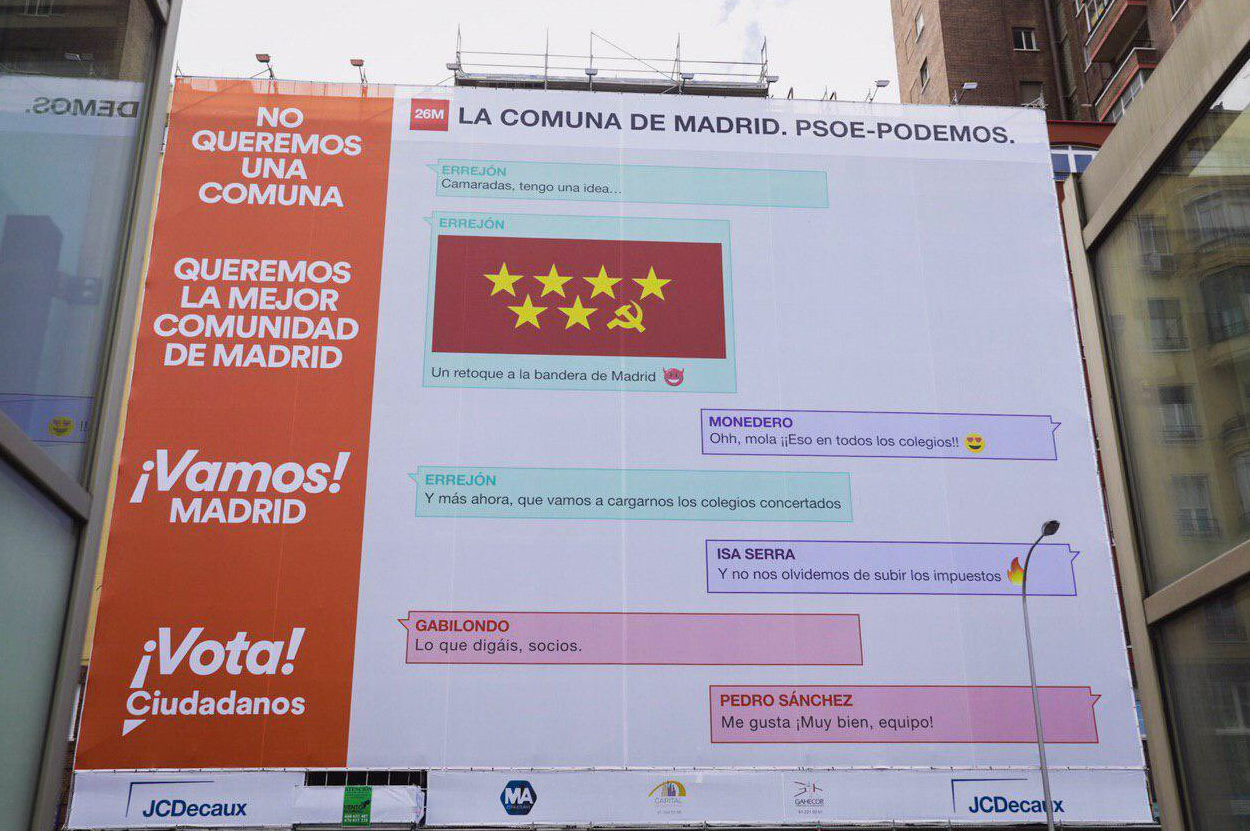 DEMOS.
NO
QUEREMOS
UNA
COMUNA
QUEREMOS
LA MEJOR
COMUNIDAD
DE MADRID
¡Vamos!
MADRID
¡Vota!
Ciudadanos
26M LA COMUNA DE MADRID. PSOE-PODEMOS.
ERREJÓN
Camaradas, tengo una idea...
ERREJÓN
Un retoque a la bandera de Madrid 😈
MONEDERO
Ohh, mola ¡¡Eso en todos los colegios!! 😍
ERREJÓN
Y más ahora, que vamos a cargarnos los colegios concertados
ISA SERRA
Y no nos olvidemos de subir los impuestos 🔥
GABILONDO
Lo que digáis, socios.
PEDRO SÁNCHEZ
Me gusta ¡Muy bien, equipo!
JCDecaux
MA
CAPITAL
GAHECOR
JCDecaux